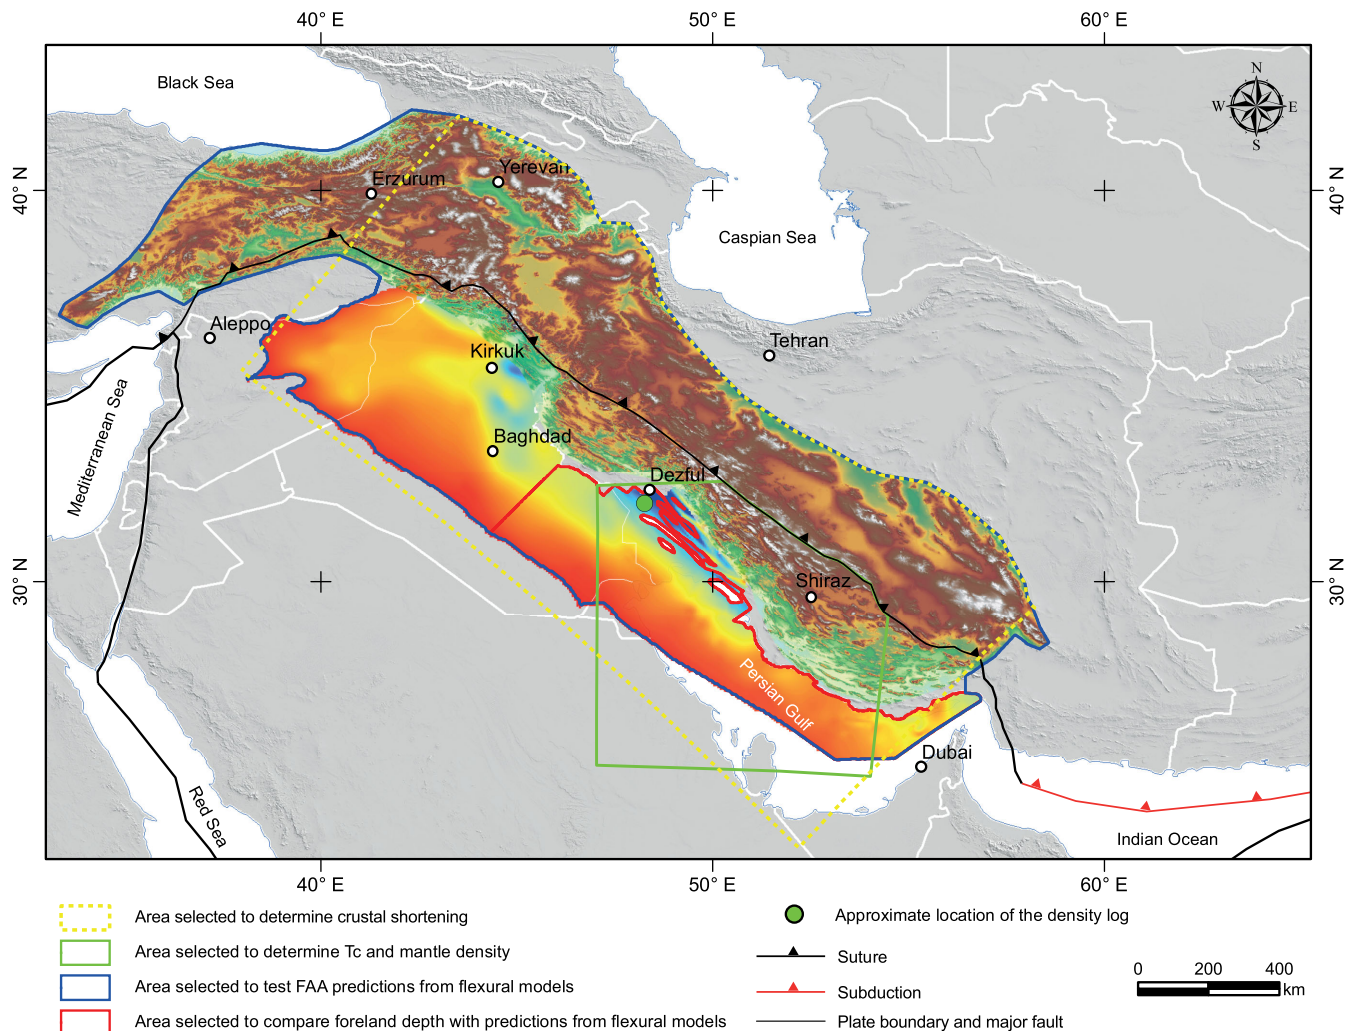 40° E
50° E
60° E
Black Sea
N
W
E
S
Erzurum
Yerevan
40° N
40° N
Caspian Sea
Aleppo
Tehran
Kirkuk
Mediterranean Sea
Baghdad
Dezful
30° N
30° N
Shiraz
Persian Gulf
Dubai
Red Sea
Indian Ocean
40° E
50° E
60° E
Area selected to determine crustal shortening
Area selected to determine Tc and mantle density
Area selected to test FAA predictions from flexural models
Area selected to compare foreland depth with predictions from flexural models
Approximate location of the density log
Suture
Subduction
Plate boundary and major fault
0 200 400
km